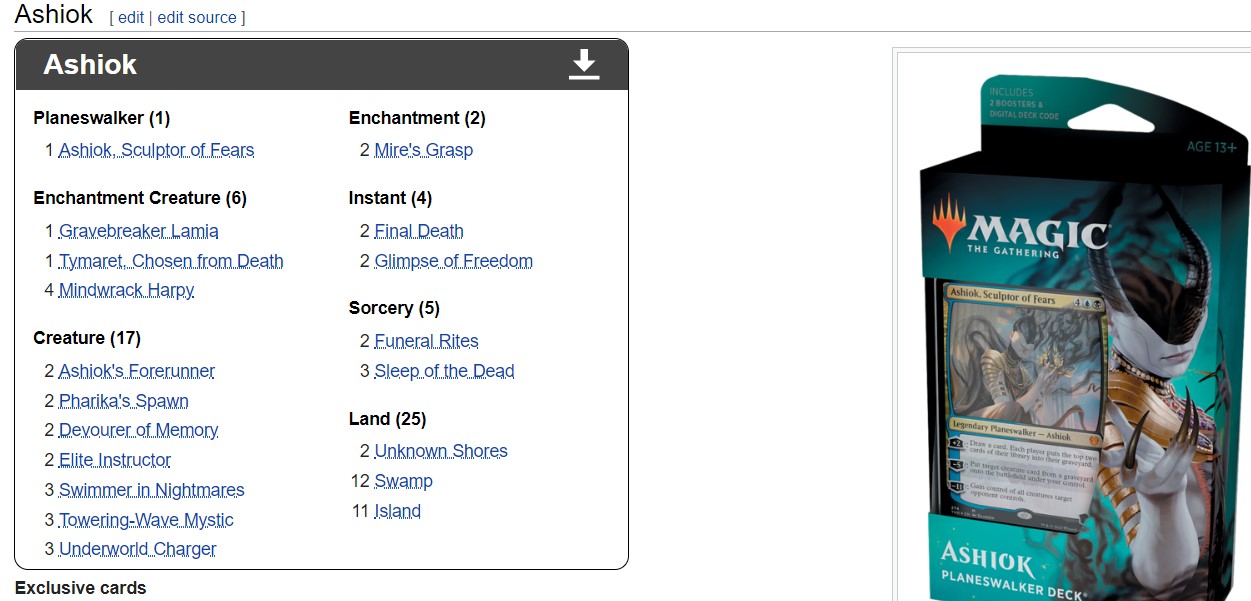 Ashiok [ edit | edit source ]
Ashiok
Planeswalker (1)
1 Ashiok, Sculptor of Fears
Enchantment Creature (6)
1 Gravebreaker Lamia
1 Tymaret, Chosen from Death
4 Mindwrack Harpy
Creature (17)
2 Ashiok's Forerunner
2 Pharika's Spawn
2 Devourer of Memory
2 Elite Instructor
3 Swimmer in Nightmares
3 Towering-Wave Mystic
3 Underworld Charger
Enchantment (2)
2 Mire's Grasp
Instant (4)
2 Final Death
2 Glimpse of Freedom
Sorcery (5)
2 Funeral Rites
3 Sleep of the Dead
Land (25)
2 Unknown Shores
12 Swamp
11 Island
Exclusive cards
INCLUDES
2 BOOSTERS &
DIGITAL DECK CODE
AGE 13+
MAGIC
THE GATHERING
Ashiok, Sculptor of Fears 4
Legendary Planeswalker — Ashiok
+2: Draw a card. Each player puts the top two
cards of their library into their graveyard.
−5: Put target creature card from a graveyard
onto the battlefield under your control.
−11: Gain control of all creatures target
opponent controls.
ASHIOK
PLANESWALKER DECK